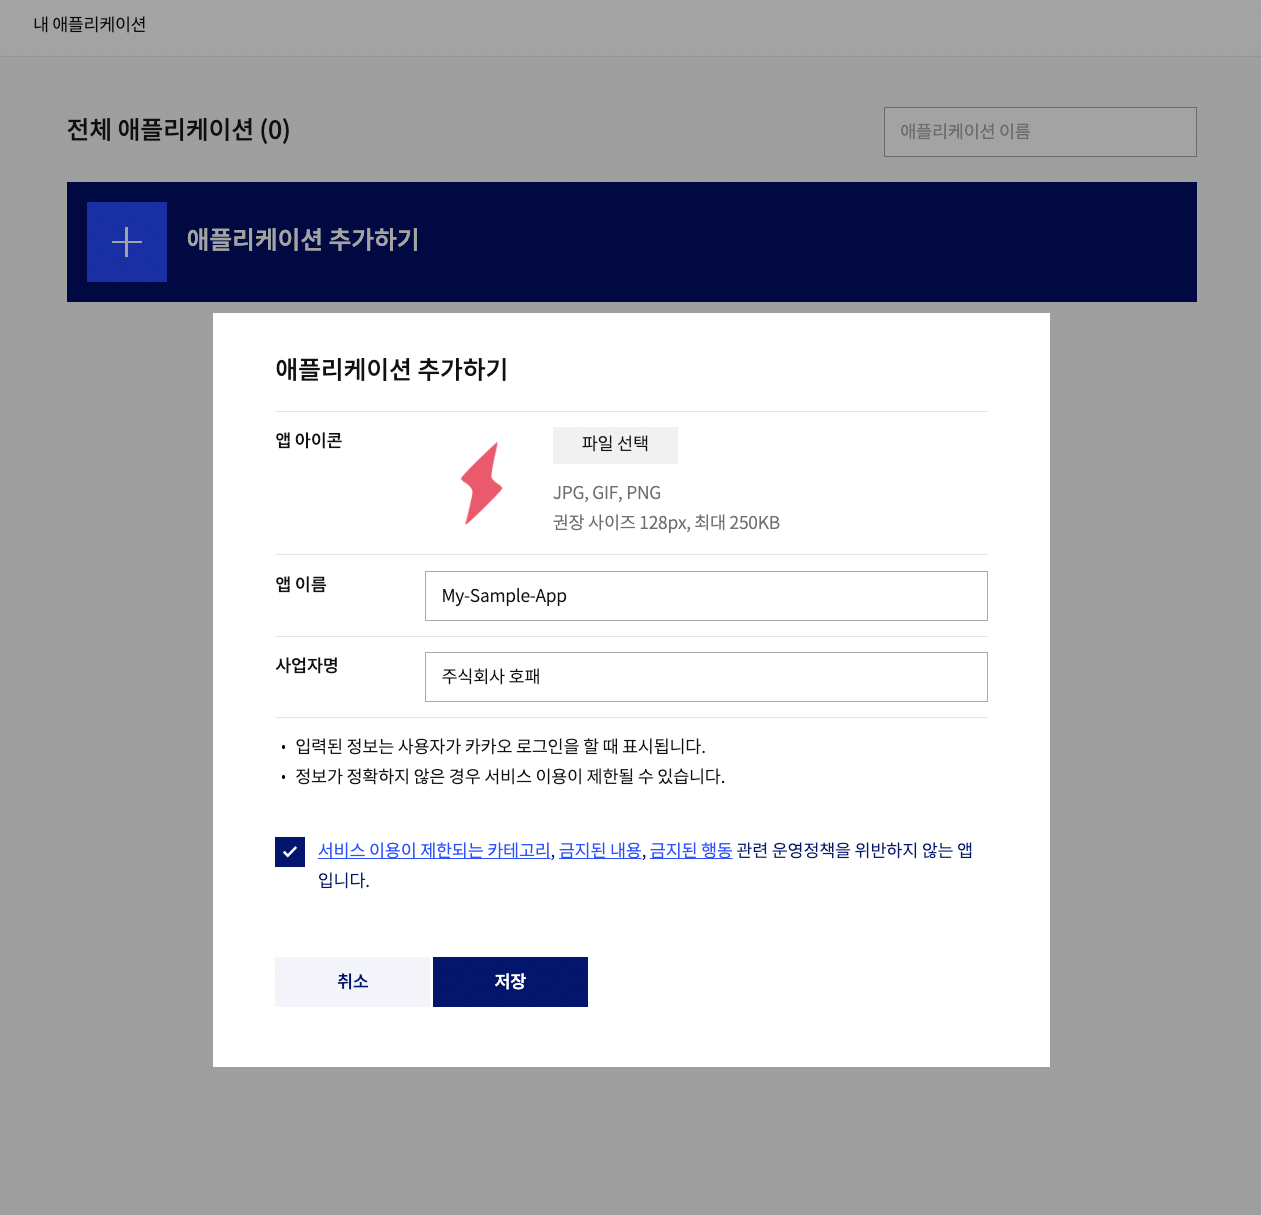 내 애플리케이션
전체 애플리케이션 (0)
애플리케이션 이름
애플리케이션 추가하기
애플리케이션 추가하기
앱 아이콘
파일 선택
JPG, GIF, PNG
권장 사이즈 128px, 최대 250KB
앱 이름
My-Sample-App
사업자명
주식회사 호패
• 입력된 정보는 사용자가 카카오 로그인을 할 때 표시됩니다.
• 정보가 정확하지 않은 경우 서비스 이용이 제한될 수 있습니다.
서비스 이용이 제한되는 카테고리, 금지된 내용, 금지된 행동 관련 운영정책을 위반하지 않는 앱
입니다.
취소
저장